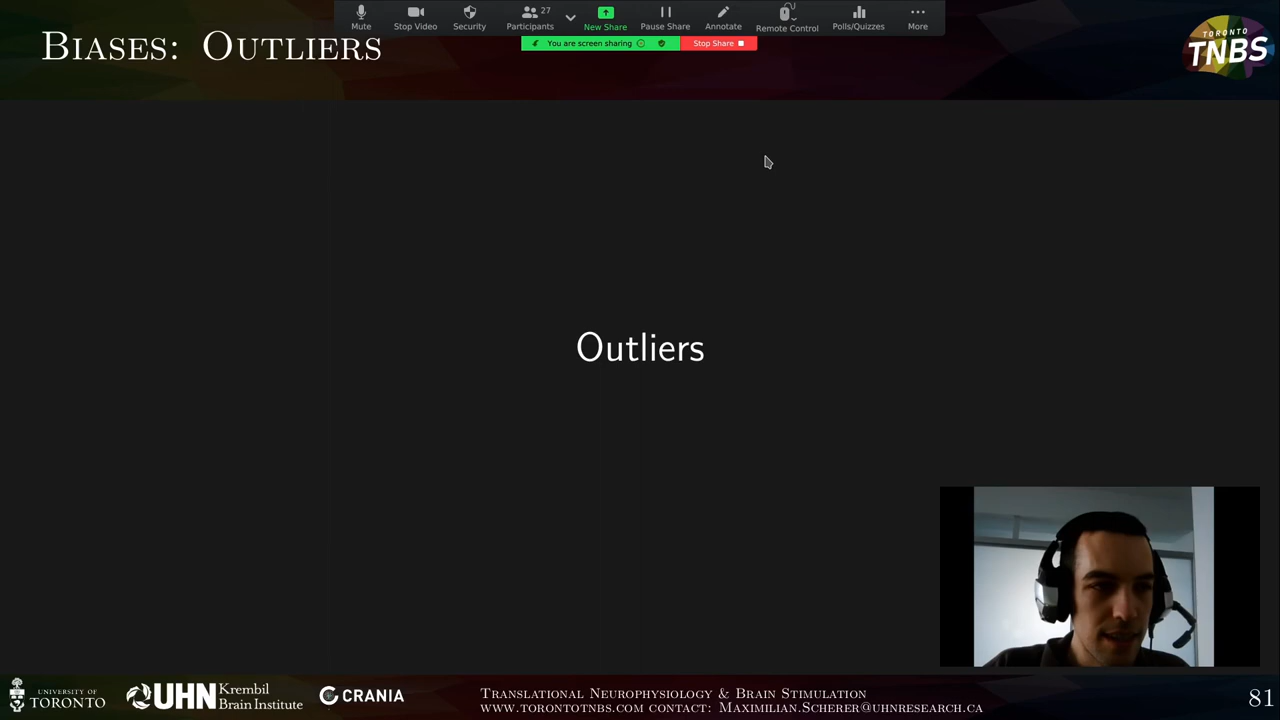 27
Mute
Stop Video
Security
Participants
New Share
Pause Share
Annotate
Remote Control
Polls/Quizzes
More
You are screen sharing
Stop Share
Biases: Outliers
TORONTO
TNBS
Outliers
UNIVERSITY OF
TORONTO
UHN
Krembil
Brain Institute
CRANIA
Translational Neurophysiology & Brain Stimulation
www.torontotnbs.com contact: Maximilian.Scherer@uhnresearch.ca
81